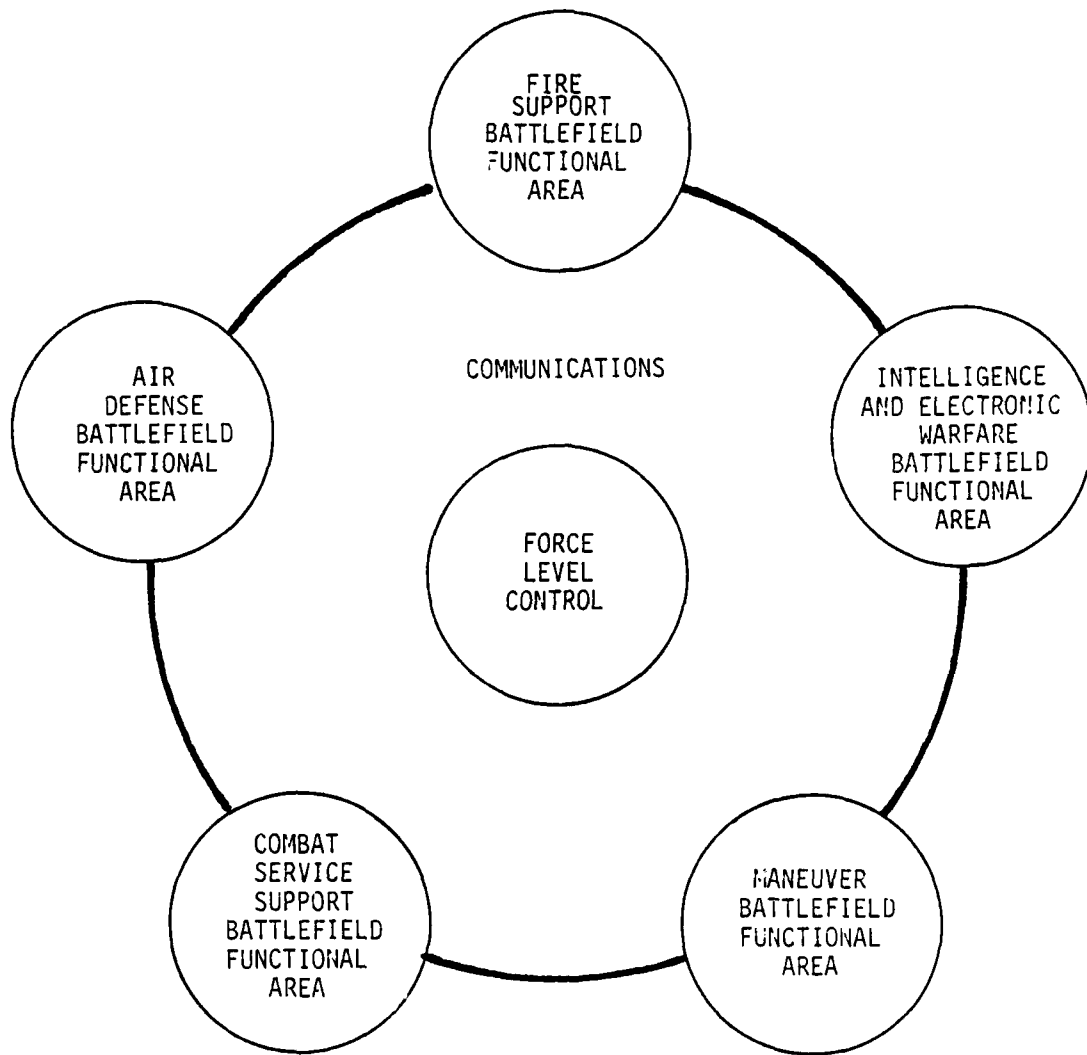 FIRE
SUPPORT
BATTLEFIELD
FUNCTIONAL
AREA
COMMUNICATIONS
AIR
DEFENSE
BATTLEFIELD
FUNCTIONAL
AREA
INTELLIGENCE
AND ELECTRONIC
WARFARE
BATTLEFIELD
FUNCTIONAL
AREA
FORCE
LEVEL
CONTROL
COMBAT
SERVICE
SUPPORT
BATTLEFIELD
FUNCTIONAL
AREA
MANEUVER
BATTLEFIELD
FUNCTIONAL
AREA